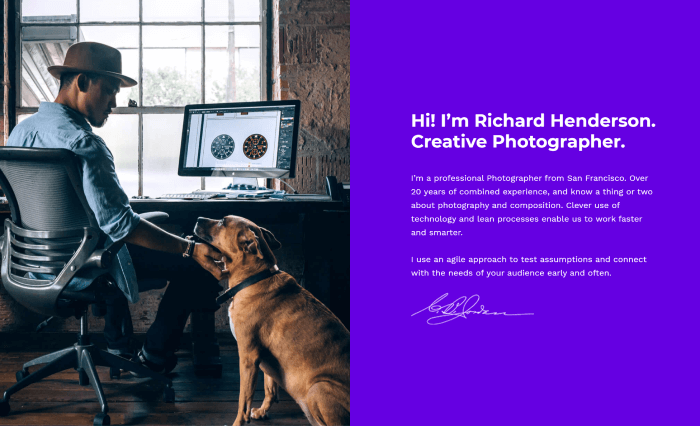 Hi! I’m Richard Henderson.
Creative Photographer.
I’m a professional Photographer from San Francisco. Over
20 years of combined experience, and know a thing or two
about photography and composition. Clever use of
technology and lean processes enable us to work faster
and smarter.
I use an agile approach to test assumptions and connect
with the needs of your audience early and often.